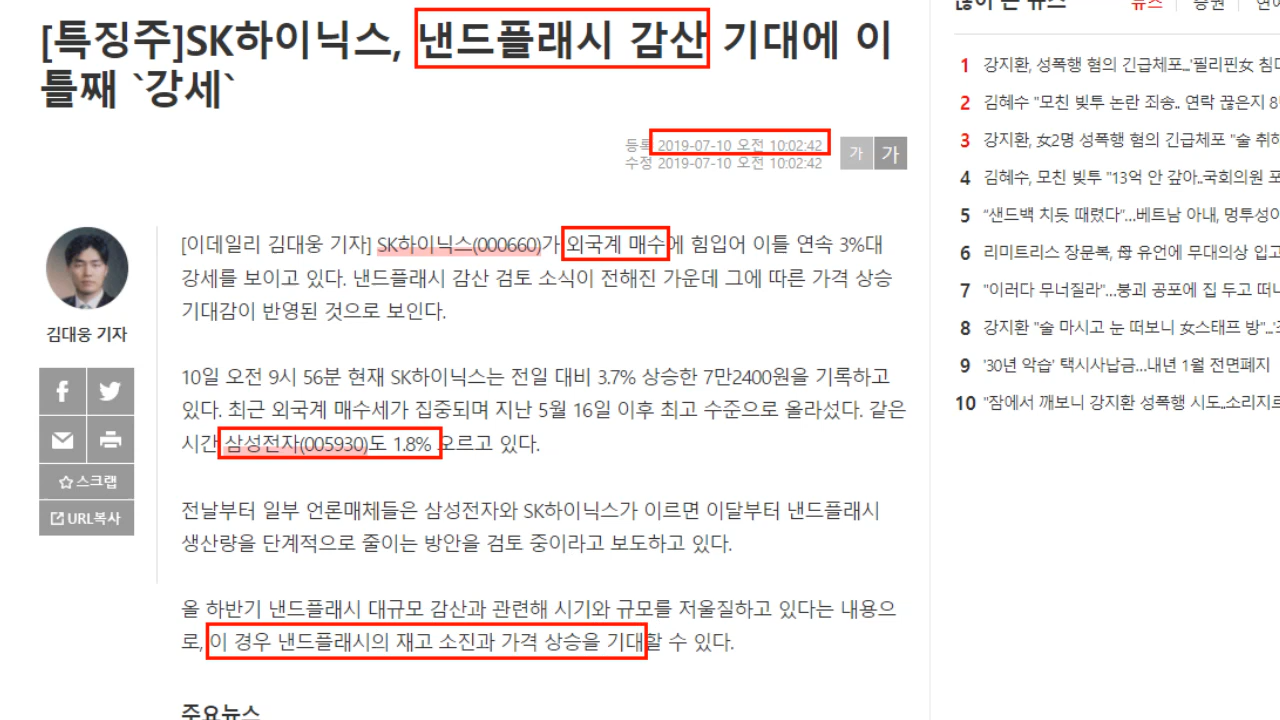 [특징주]SK하이닉스, 낸드플래시 감산 기대에 이
틀째 `강세`
등록 2019-07-10 오전 10:02:42
수정 2019-07-10 오전 10:02:42
가 가
김대웅 기자
스크랩
URL복사
[이데일리 김대웅 기자] SK하이닉스(000660)가 외국계 매수에 힘입어 이틀 연속 3%대
강세를 보이고 있다. 낸드플래시 감산 검토 소식이 전해진 가운데 그에 따른 가격 상승
기대감이 반영된 것으로 보인다.
10일 오전 9시 56분 현재 SK하이닉스는 전일 대비 3.7% 상승한 7만2400원을 기록하고
있다. 최근 외국계 매수세가 집중되며 지난 5월 16일 이후 최고 수준으로 올라섰다. 같은
시간 삼성전자(005930)도 1.8% 오르고 있다.
전날부터 일부 언론매체들은 삼성전자와 SK하이닉스가 이르면 이달부터 낸드플래시
생산량을 단계적으로 줄이는 방안을 검토 중이라고 보도하고 있다.
올 하반기 낸드플래시 대규모 감산과 관련해 시기와 규모를 저울질하고 있다는 내용으
로, 이 경우 낸드플래시의 재고 소진과 가격 상승을 기대할 수 있다.
주요뉴스
뉴스 증권
1 강지환, 성폭행 혐의 긴급체포...'필리핀女
2 김혜수 "모친 빚투 논란 죄송.. 연락 끊은지
3 강지환, 女2명 성폭행 혐의 긴급체포 "술
4 김혜수, 모친 빚투 "13억 안 갚아..국회의원
5 “샌드백 치듯 때렸다”...베트남 아내, 멍투성이
6 리미트리스 장문복, 母 유언에 무대의상 입고
7 "이러다 무너질라"...붕괴 공포에 집 두고
8 강지환 "술 마시고 눈 떠보니 女스태프 방"...
9 '30년 악습' 택시사납금...내년 1월 전면폐지
10 "잠에서 깨보니 강지환 성폭행 시도..